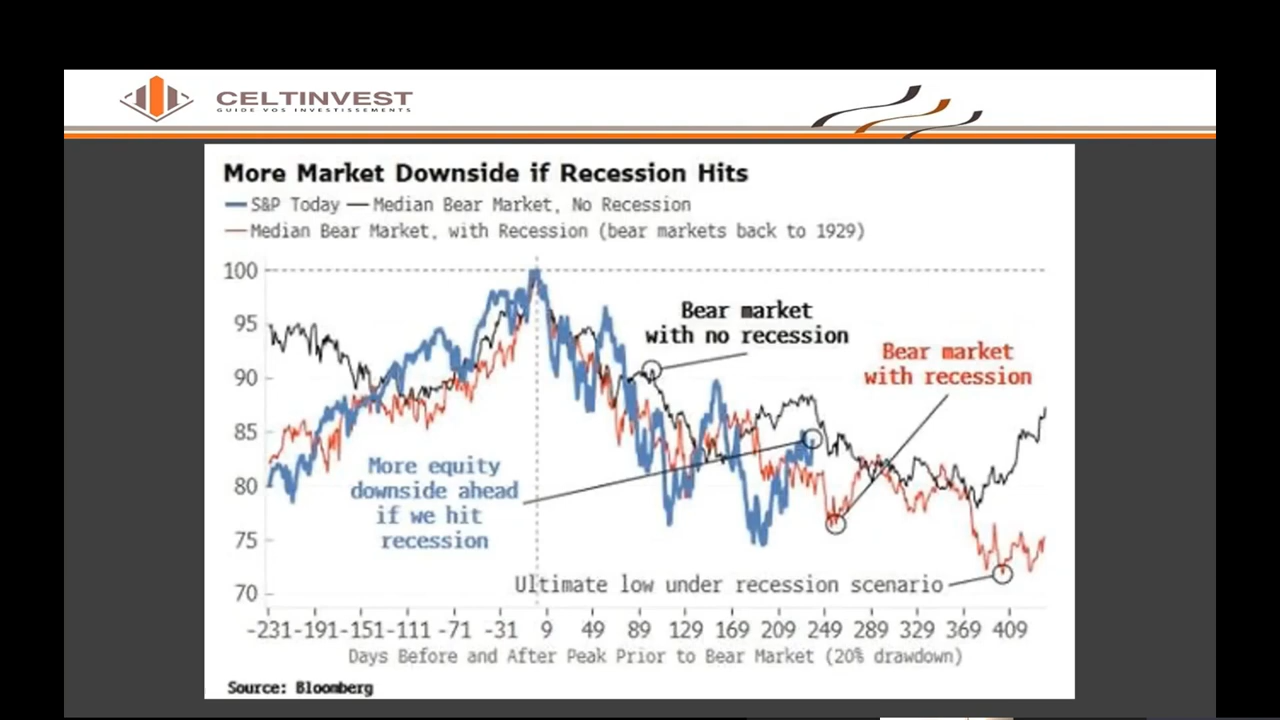 CELTINVEST
GUIDE VOS INVESTISSEMENTS
More Market Downside if Recession Hits
S&P Today Median Bear Market, No Recession
Median Bear Market, with Recession (bear markets back to 1929)
100
95
90
85
80
75
70
Bear market
with no recession
Bear market
with recession
More equity
downside ahead
if we hit
recession
Ultimate low under recession scenario
-231 -191 -151 -111 -71 -31 9 49 89 129 169 209 249 289 329 369 409
Days Before and After Peak Prior to Bear Market (20% drawdown)
Source: Bloomberg